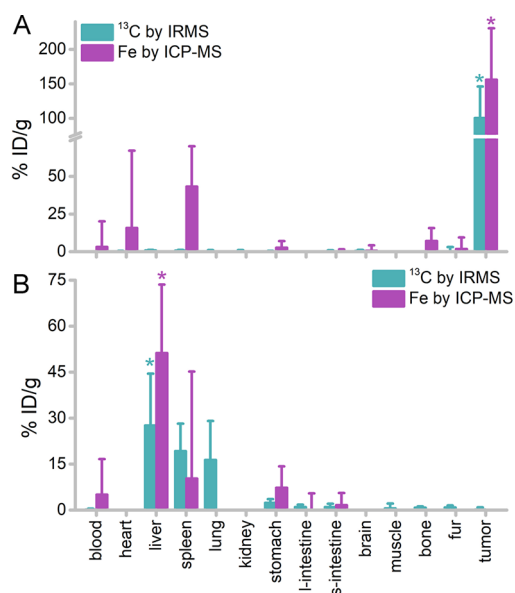 A
¹³C by IRMS
Fe by ICP-MS
% ID/g
200
150
100
50
25
0
*
*
B
¹³C by IRMS
Fe by ICP-MS
% ID/g
75
60
45
30
15
0
*
*
blood
heart
liver
spleen
lung
kidney
stomach
l-intestine
s-intestine
brain
muscle
bone
fur
tumor